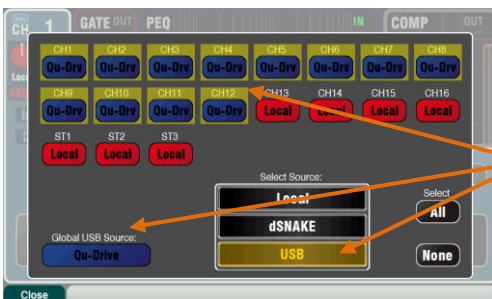 CH 1 GATE OUT PEQ IN COMP OUT
CH1 CH2 CH3 CH4 CH5 CH6 CH7 CH8
Qu-Drv Qu-Drv Qu-Drv Qu-Drv Qu-Drv Qu-Drv Qu-Drv Qu-Drv
CH9 CH10 CH11 CH12 CH13 CH14 CH15 CH16
Qu-Drv Qu-Drv Qu-Drv Qu-Drv Local Local Local Local
ST1 ST2 ST3
Local Local Local
Select Source:
Local
dSNAKE
USB
Select
All
None
Global USB Source:
Qu-Drive
Close